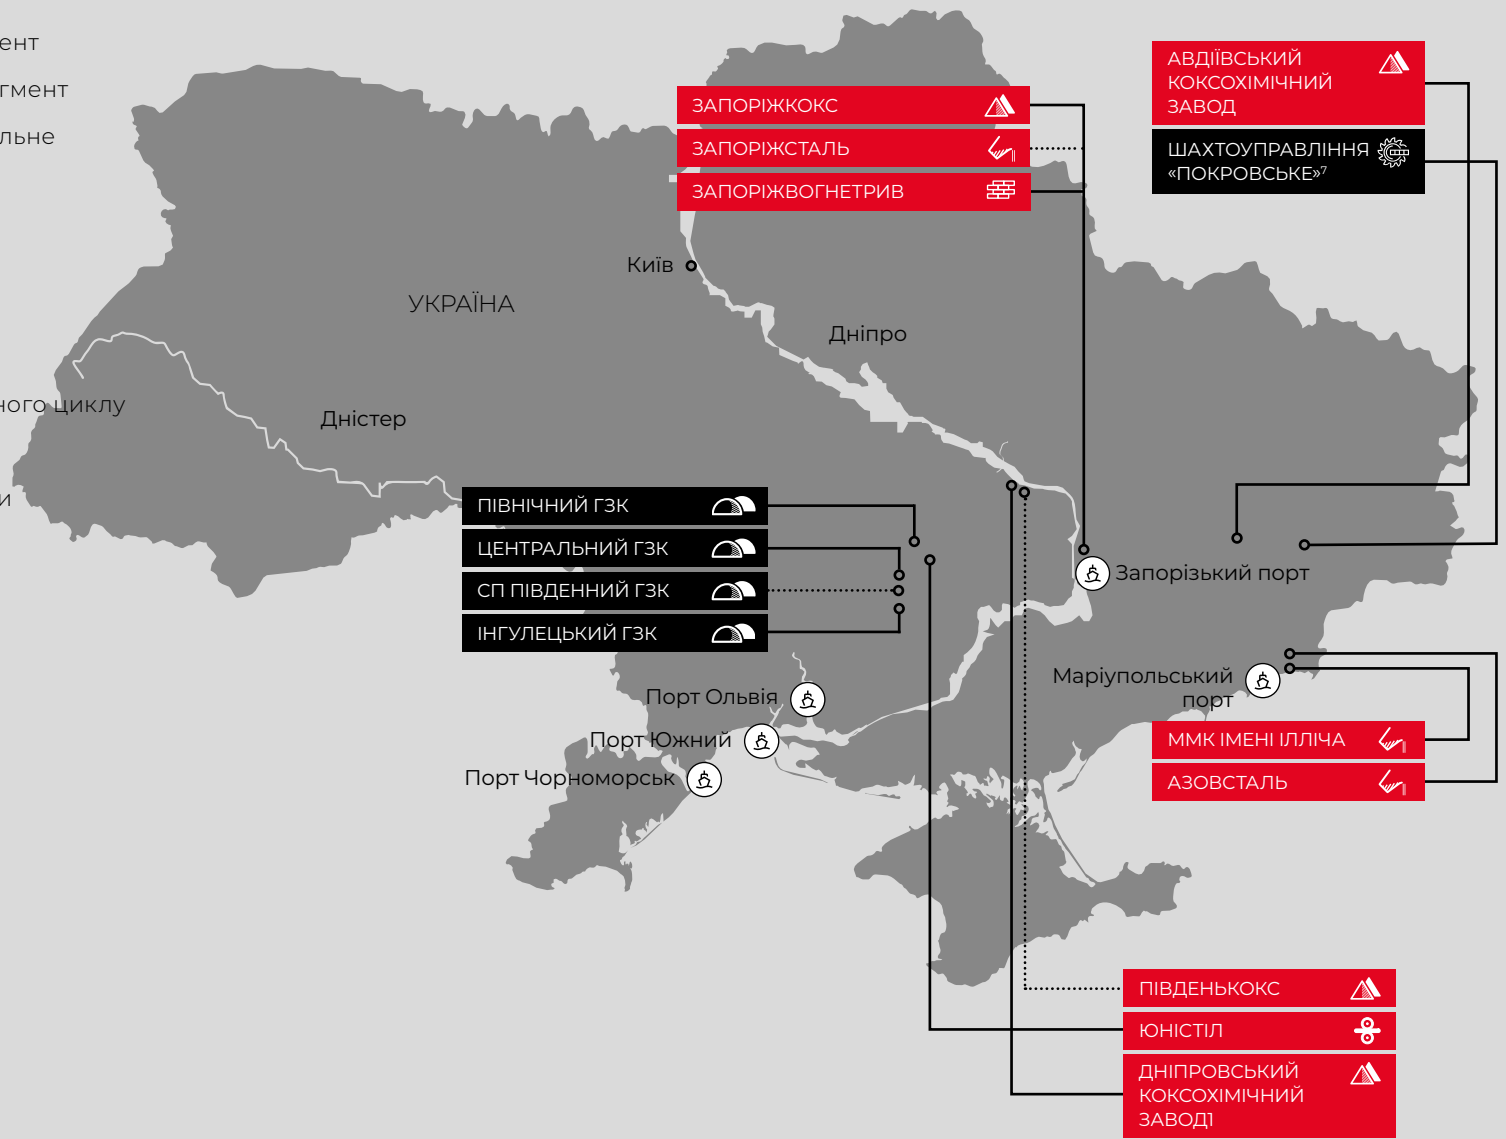 ент
гмент
льне
ного циклу
и
ЗАПОРІЖКОКС
ЗАПОРІЖСТАЛЬ
ЗАПОРІЖВОГНЕТРИВ
АВДІЇВСЬКИЙ
КОКСОХІМІЧНИЙ
ЗАВОД
ШАХТОУПРАВЛІННЯ
«ПОКРОВСЬКЕ»⁷
Київ
УКРАЇНА
Дніпро
Дністер
ПІВНІЧНИЙ ГЗК
ЦЕНТРАЛЬНИЙ ГЗК
СП ПІВДЕННИЙ ГЗК
ІНГУЛЕЦЬКИЙ ГЗК
Запорізький порт
Маріупольський
порт
Порт Ольвія
Порт Южний
Порт Чорноморськ
ММК ІМЕНІ ІЛЛІЧА
АЗОВСТАЛЬ
ПІВДЕНЬКОКС
ЮНІСТІЛ
ДНІПРОВСЬКИЙ
КОКСОХІМІЧНИЙ
ЗАВОД1